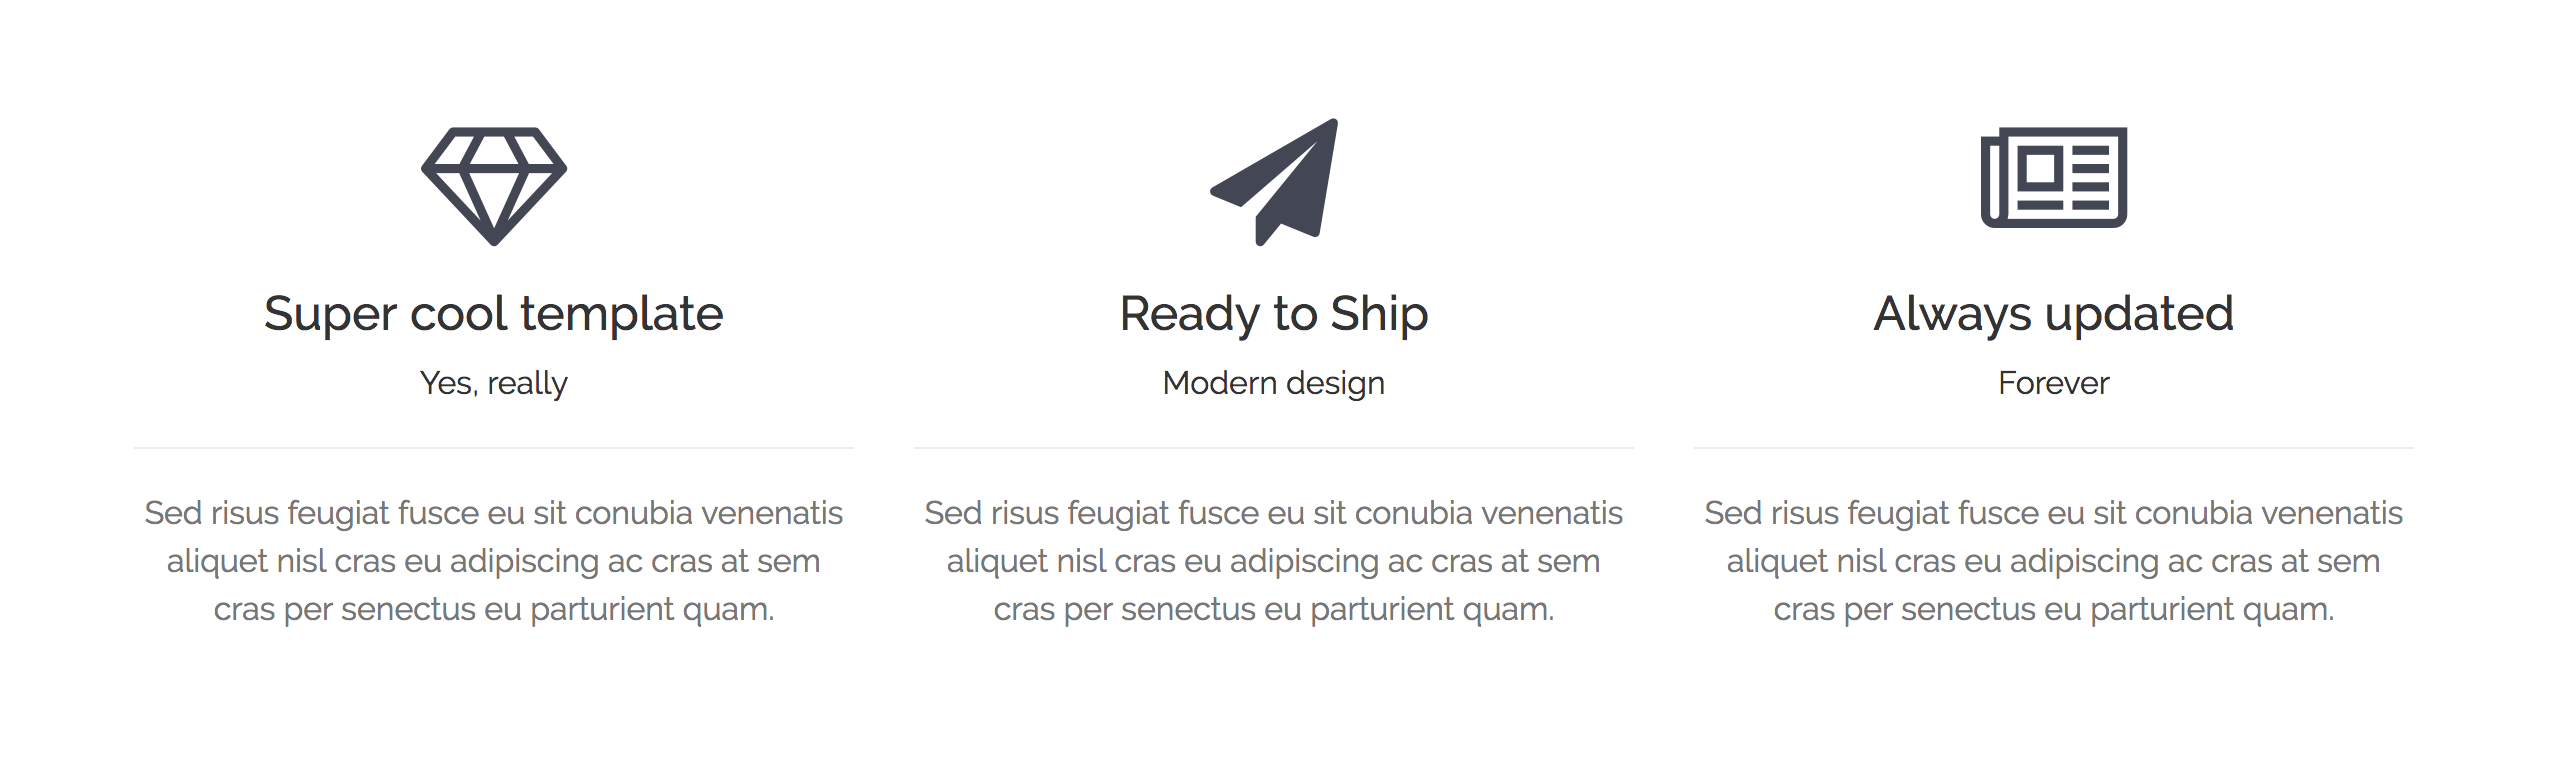 Super cool template
Yes, really
Sed risus feugiat fusce eu sit conubia venenatis
aliquet nisl cras eu adipiscing ac cras at sem
cras per senectus eu parturient quam.
Ready to Ship
Modern design
Sed risus feugiat fusce eu sit conubia venenatis
aliquet nisl cras eu adipiscing ac cras at sem
cras per senectus eu parturient quam.
Always updated
Forever
Sed risus feugiat fusce eu sit conubia venenatis
aliquet nisl cras eu adipiscing ac cras at sem
cras per senectus eu parturient quam.